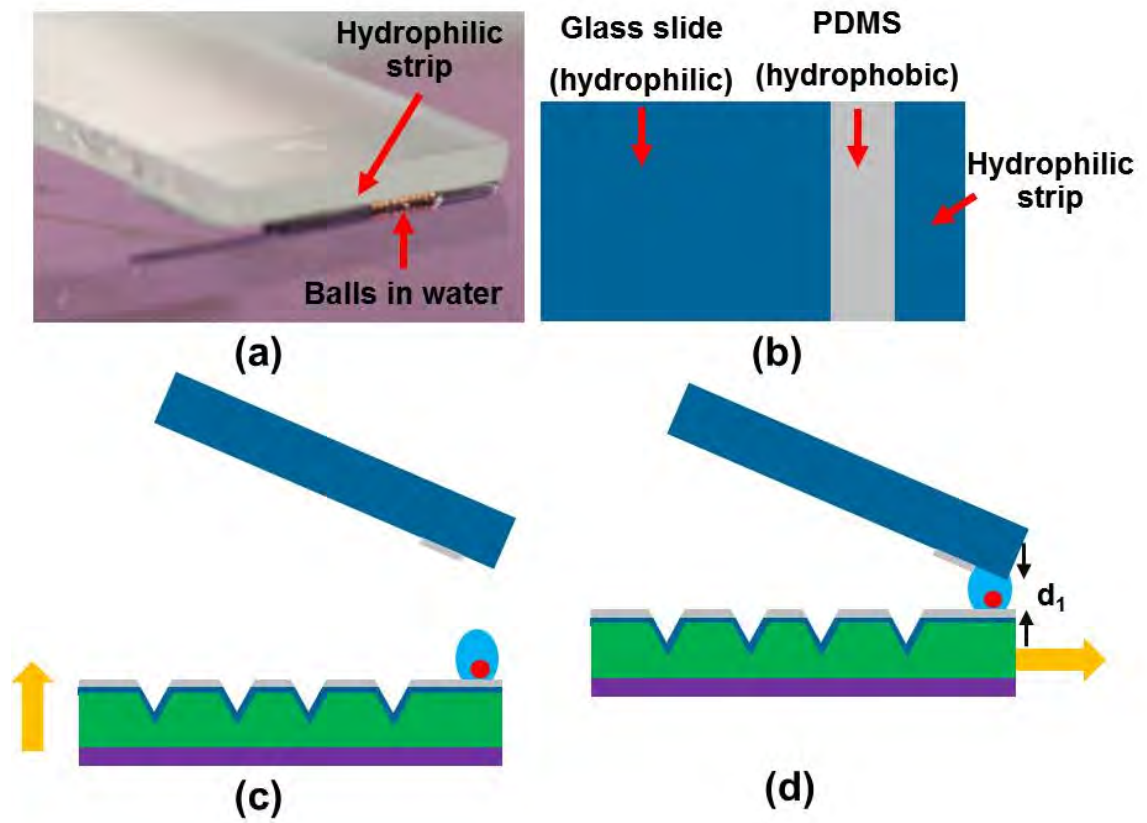 Hydrophilic
strip
Balls in water
(a)
Glass slide
(hydrophilic)
PDMS
(hydrophobic)
Hydrophilic
strip
(b)
(c)
d₁
(d)